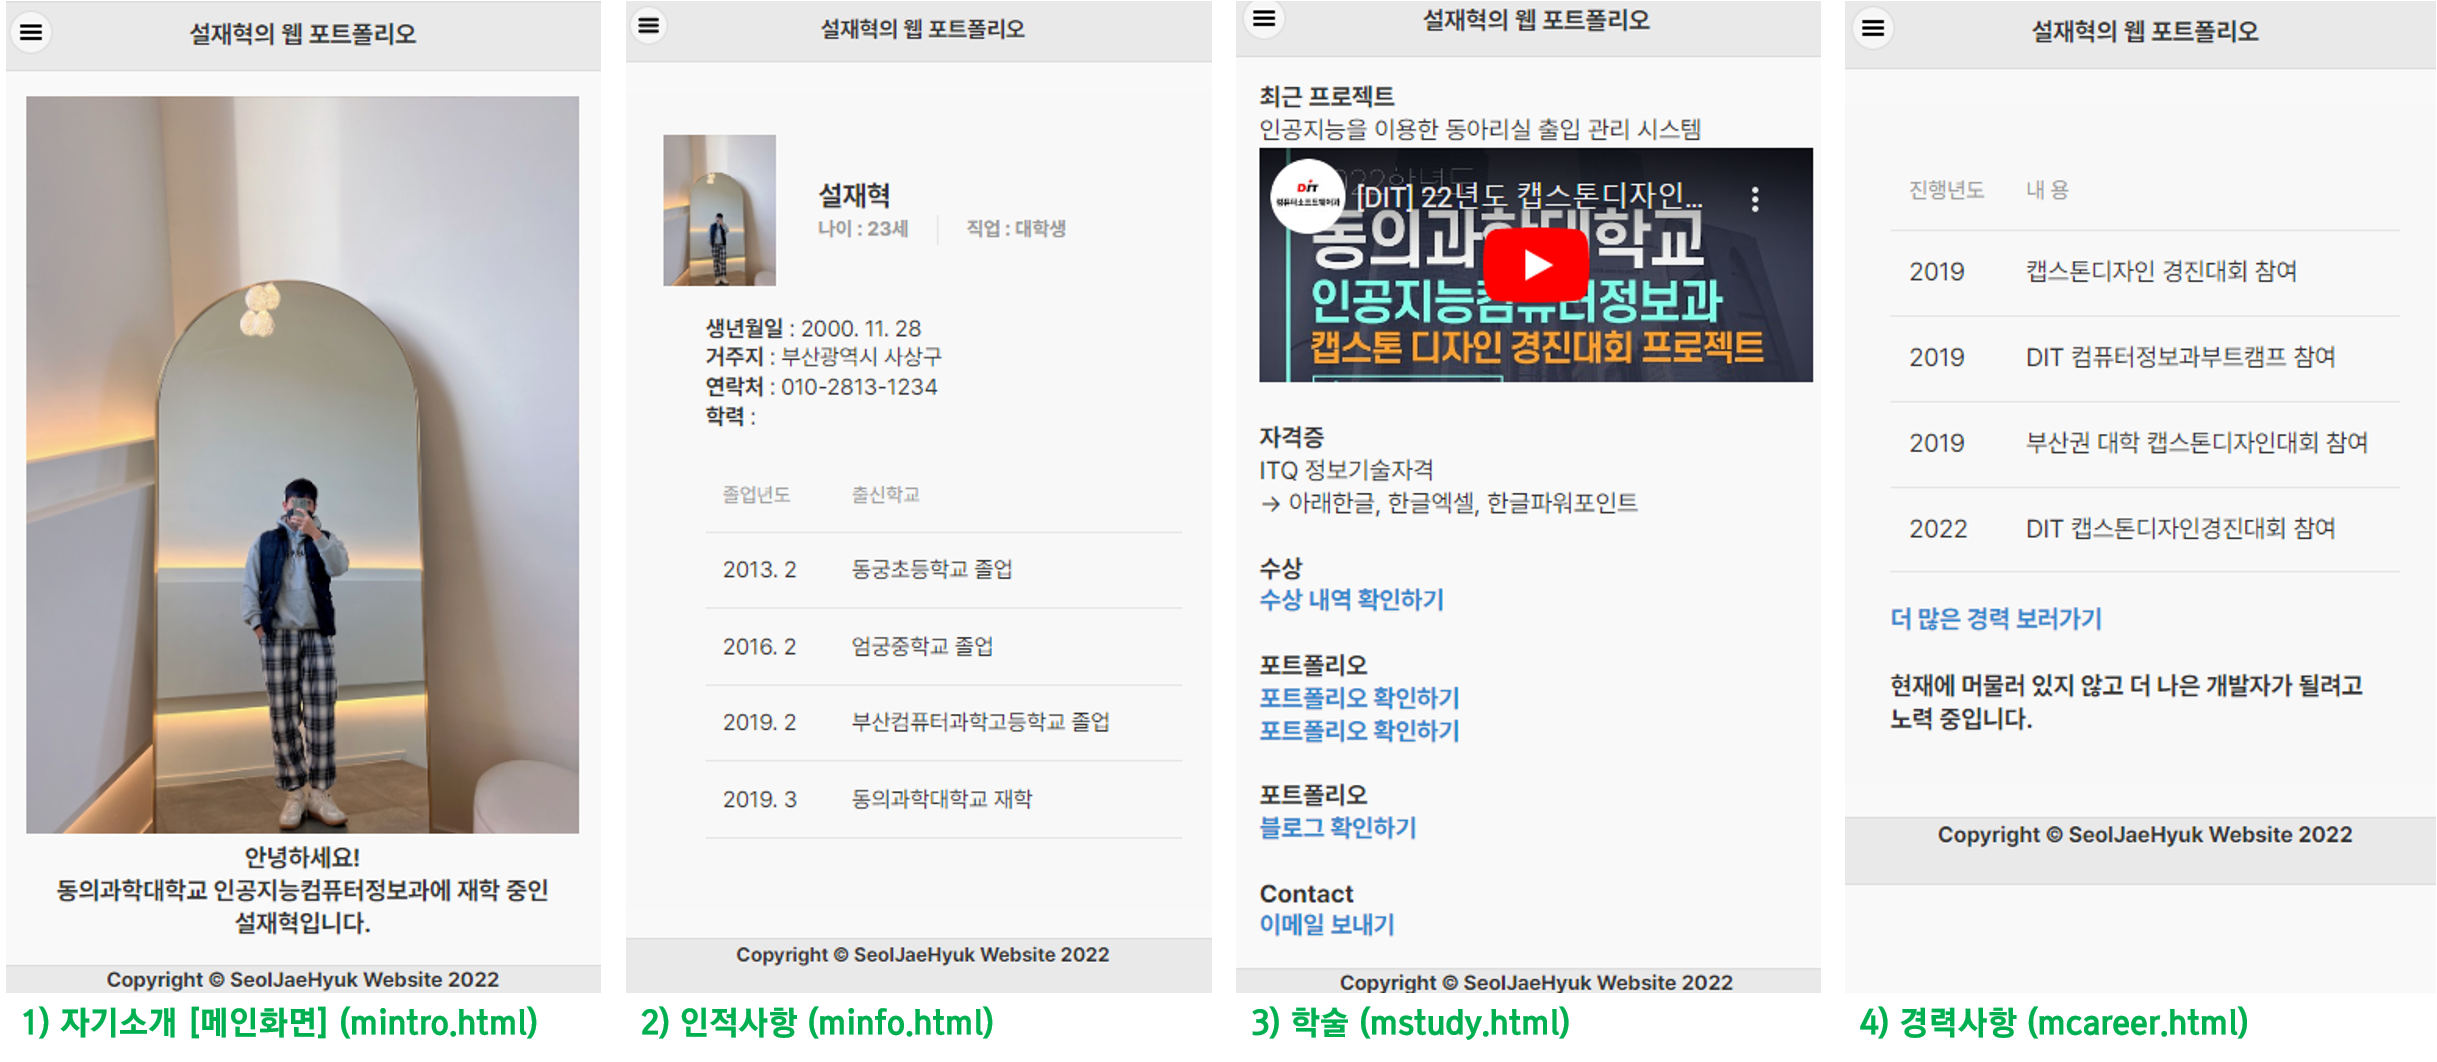 설재혁의 웹 포트폴리오
안녕하세요!
동의과학대학교 인공지능컴퓨터정보과에 재학 중인
설재혁입니다.
Copyright © SeolJaeHyuk Website 2022
1) 자기소개 [메인화면] (mintro.html)
설재혁의 웹 포트폴리오
설재혁
나이 : 23세
직업 : 대학생
생년월일 : 2000. 11. 28
거주지 : 부산광역시 사상구
연락처 : 010-2813-1234
학력 :
졸업년도 출신학교
2013. 2 동궁초등학교 졸업
2016. 2 엄궁중학교 졸업
2019. 2 부산컴퓨터과학고등학교 졸업
2019. 3 동의과학대학교 재학
Copyright © SeolJaeHyuk Website 2022
2) 인적사항 (minfo.html)
설재혁의 웹 포트폴리오
최근 프로젝트
인공지능을 이용한 동아리실 출입 관리 시스템
2022학년도
DIT
컴퓨터소프트웨어과
[DIT] 22년도 캡스톤디자인...
동의과학대학교
인공지능컴퓨터정보과
캡스톤 디자인 경진대회 프로젝트
자격증
ITQ 정보기술자격
→ 아래한글, 한글엑셀, 한글파워포인트
수상
수상 내역 확인하기
포트폴리오
포트폴리오 확인하기
포트폴리오 확인하기
포트폴리오
블로그 확인하기
Contact
이메일 보내기
Copyright © SeolJaeHyuk Website 2022
3) 학술 (mstudy.html)
설재혁의 웹 포트폴리오
진행년도 내 용
2019 캡스톤디자인 경진대회 참여
2019 DIT 컴퓨터정보과부트캠프 참여
2019 부산권 대학 캡스톤디자인대회 참여
2022 DIT 캡스톤디자인경진대회 참여
더 많은 경력 보러가기
현재에 머물러 있지 않고 더 나은 개발자가 될려고
노력 중입니다.
Copyright © SeolJaeHyuk Website 2022
4) 경력사항 (mcareer.html)